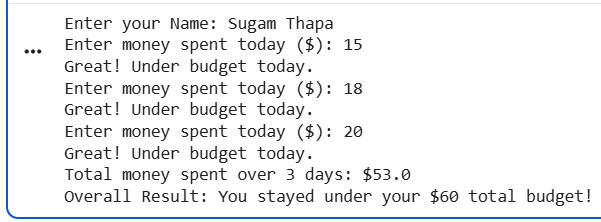 Enter your Name: Sugam Thapa
Enter money spent today ($): 15
Great! Under budget today.
Enter money spent today ($): 18
Great! Under budget today.
Enter money spent today ($): 20
Great! Under budget today.
Total money spent over 3 days: $53.0
Overall Result: You stayed under your $60 total budget!